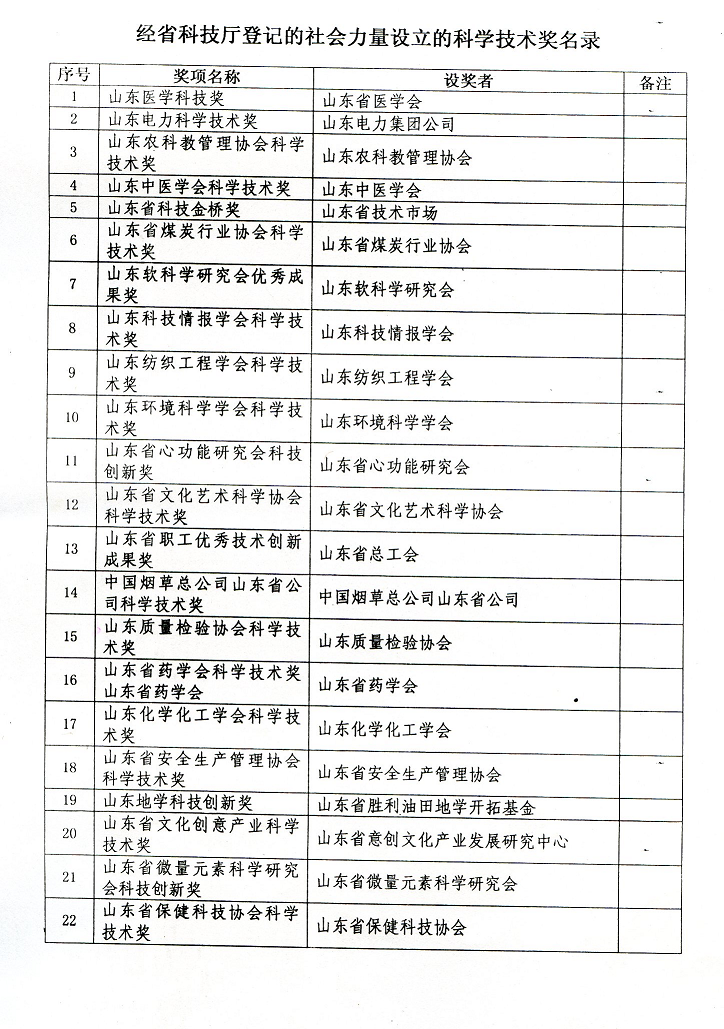 经省科技厅登记的社会力量设立的科学技术奖名录
序号 奖项名称 设奖者 备注
1 山东医学科技奖 山东省医学会
2 山东电力科学技术奖 山东电力集团公司
3 山东农科教管理协会科学 山东农科教管理协会
技术奖
4 山东中医学会科学技术奖 山东中医学会
5 山东省科技金桥奖 山东省技术市场
6 山东省煤炭行业协会科学 山东省煤炭行业协会
技术奖
7 山东软科学研究会优秀成 山东软科学研究会
果奖
8 山东科技情报学会科学技 山东科技情报学会
术奖
9 山东纺织工程学会科学技 山东纺织工程学会
术奖
10 山东环境科学学会科学技 山东环境科学学会
术奖
11 山东省心功能研究会科技 山东省心功能研究会
创新奖
12 山东省文化艺术科学协会 山东省文化艺术科学协会
科学技术奖
13 山东省职工优秀技术创新 山东省总工会
成果奖
14 中国烟草总公司山东省公 中国烟草总公司山东省公司
司科学技术奖
15 山东质量检验协会科学技 山东质量检验协会
术奖
16 山东省药学会科学技术奖 山东省药学会
山东省药学会
17 山东化学化工学会科学技 山东化学化工学会
术奖
18 山东省安全生产管理协会 山东省安全生产管理协会
科学技术奖
19 山东地学科技创新奖 山东省胜利油田地学开拓基金
20 山东省文化创意产业科学 山东省意创文化产业发展研究中心
技术奖
21 山东省微量元素科学研究 山东省微量元素科学研究会
会科技创新奖
22 山东省保健科技协会科学 山东省保健科技协会
技术奖